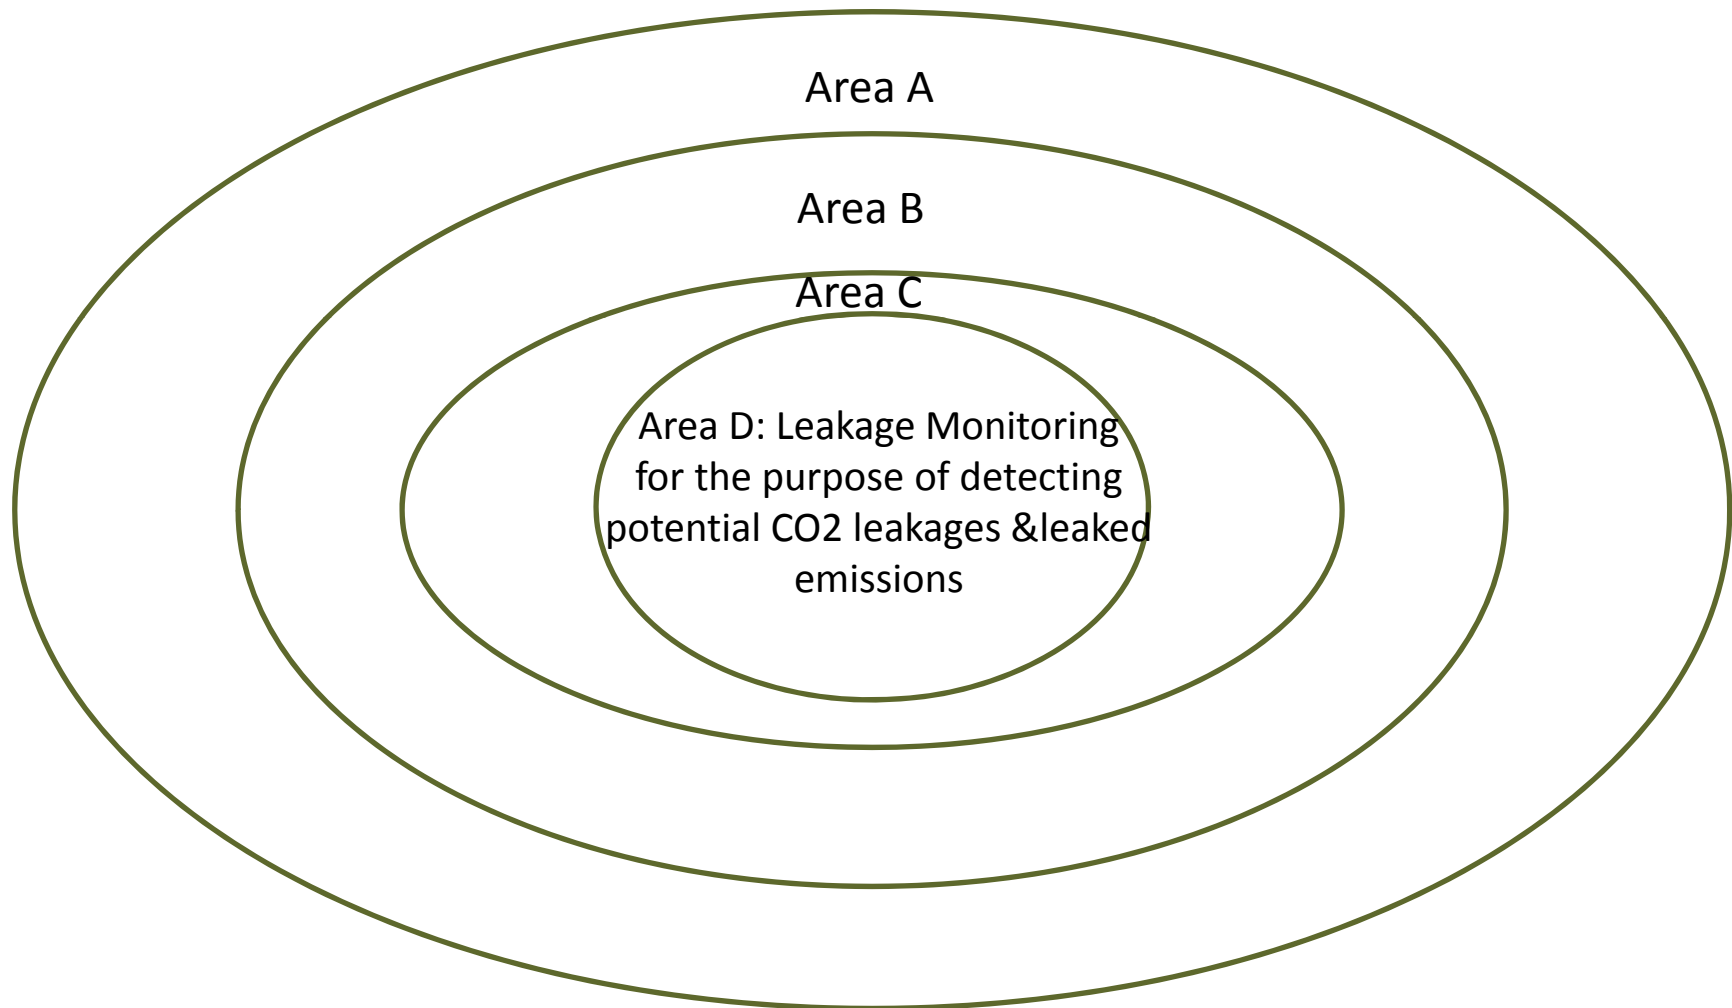 Area A
Area B
Area C
Area D: Leakage Monitoring
for the purpose of detecting
potential CO2 leakages &leaked
emissions